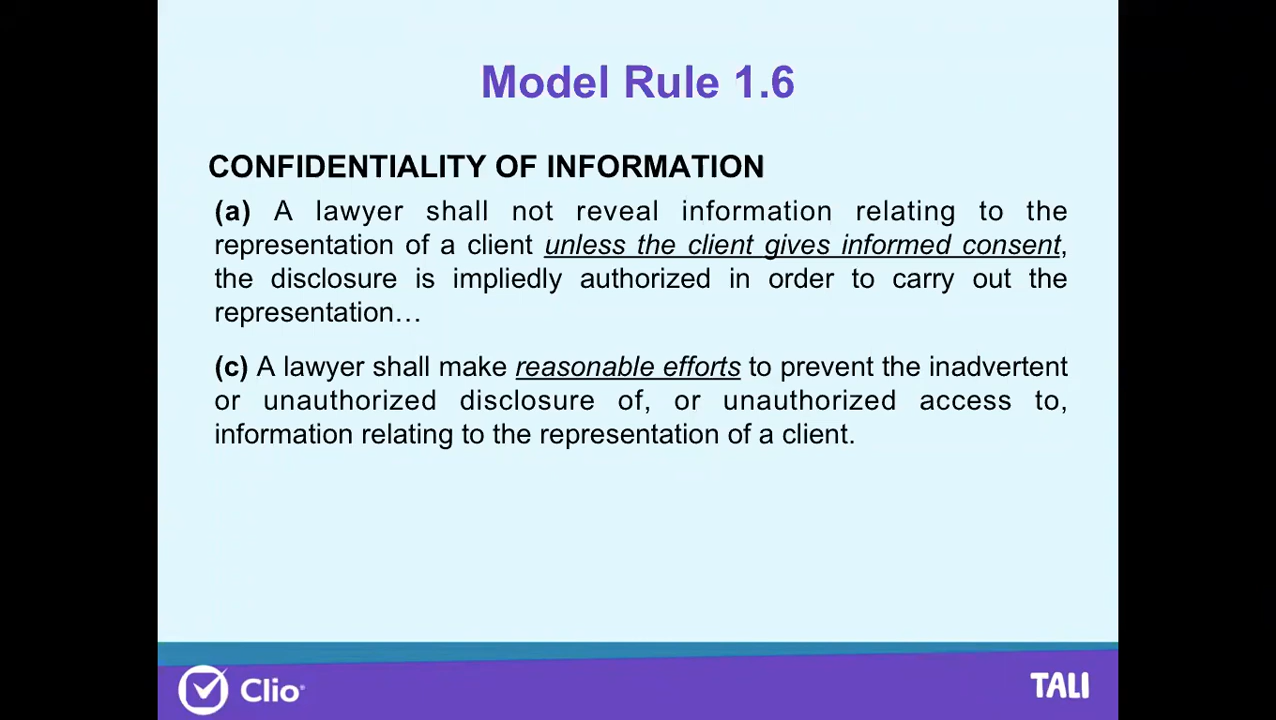 Model Rule 1.6
CONFIDENTIALITY OF INFORMATION
(a) A lawyer shall not reveal information relating to the
representation of a client unless the client gives informed consent,
the disclosure is impliedly authorized in order to carry out the
representation…
(c) A lawyer shall make reasonable efforts to prevent the inadvertent
or unauthorized disclosure of, or unauthorized access to,
information relating to the representation of a client.
Clio®
TALI